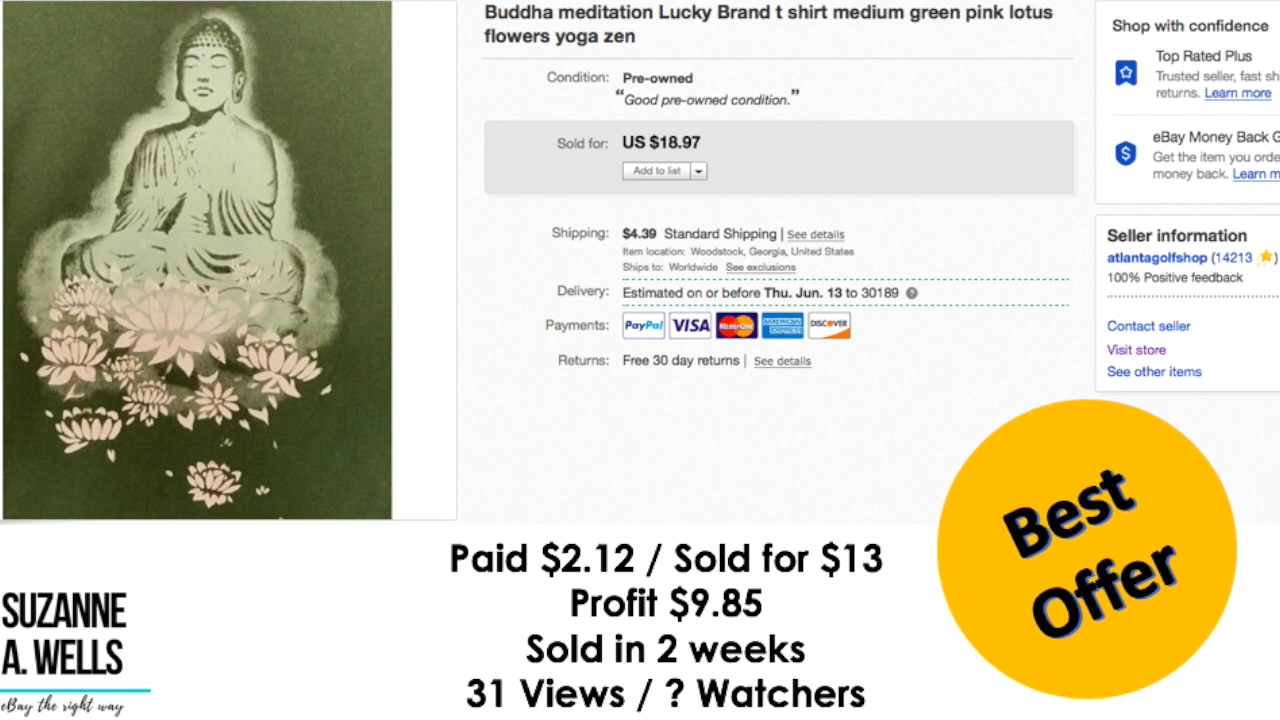 Buddha meditation Lucky Brand t shirt medium green pink lotus
flowers yoga zen
Condition: Pre-owned
“Good pre-owned condition.”
Sold for: US $18.97
Add to list
Shipping: $4.39 Standard Shipping | See details
Item location: Woodstock, Georgia, United States
Ships to: Worldwide See exclusions
Delivery: Estimated on or before Thu. Jun. 13 to 30189 ?
Payments: PayPal VISA MasterCard AMERICAN EXPRESS DISCOVER
Returns: Free 30 day returns | See details
Shop with confidence
Top Rated Plus
Trusted seller, fast sh
returns. Learn more
eBay Money Back G
Get the item you orde
money back. Learn m
Seller information
atlantagolfshop (14213 )
100% Positive feedback
Contact seller
Visit store
See other items
Best
Offer
Paid $2.12 / Sold for $13
Profit $9.85
Sold in 2 weeks
31 Views / ? Watchers
SUZANNE
A. WELLS
eBay the right way